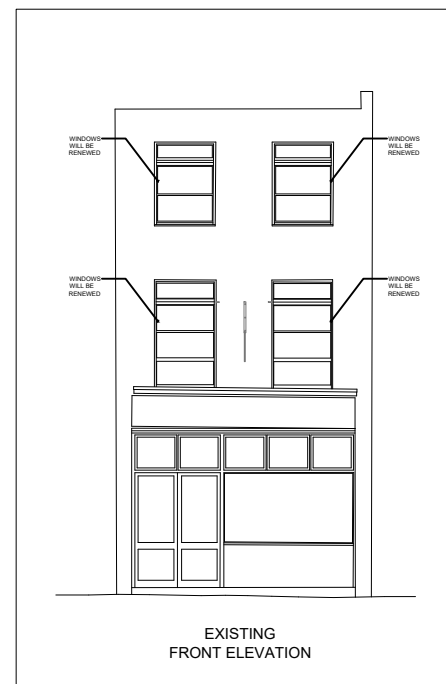 WINDOWS
WILL BE
RENEWED
WINDOWS
WILL BE
RENEWED
WINDOWS
WILL BE
RENEWED
WINDOWS
WILL BE
RENEWED
EXISTING
FRONT ELEVATION